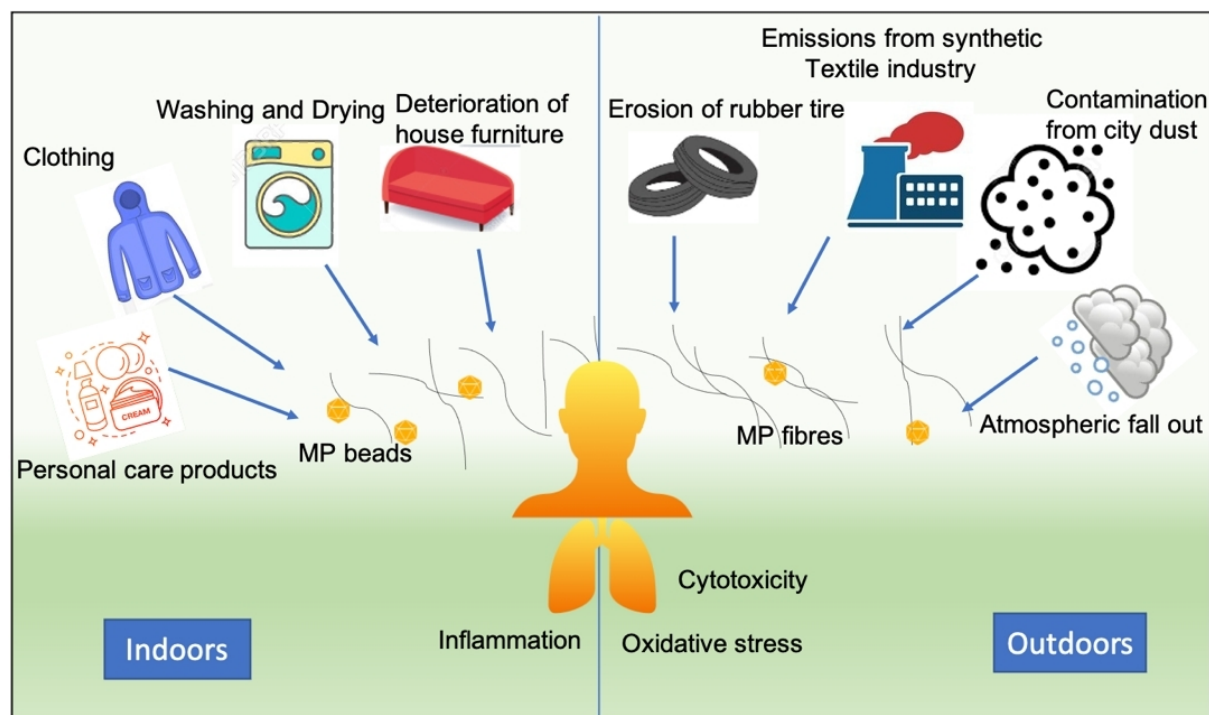 Emissions from synthetic
Textile industry
Washing and Drying
Deterioration of
house furniture
Erosion of rubber tire
Contamination
from city dust
Clothing
CREAM
Personal care products
MP beads
MP fibres
Atmospheric fall out
Cytotoxicity
Inflammation
Oxidative stress
Indoors
Outdoors